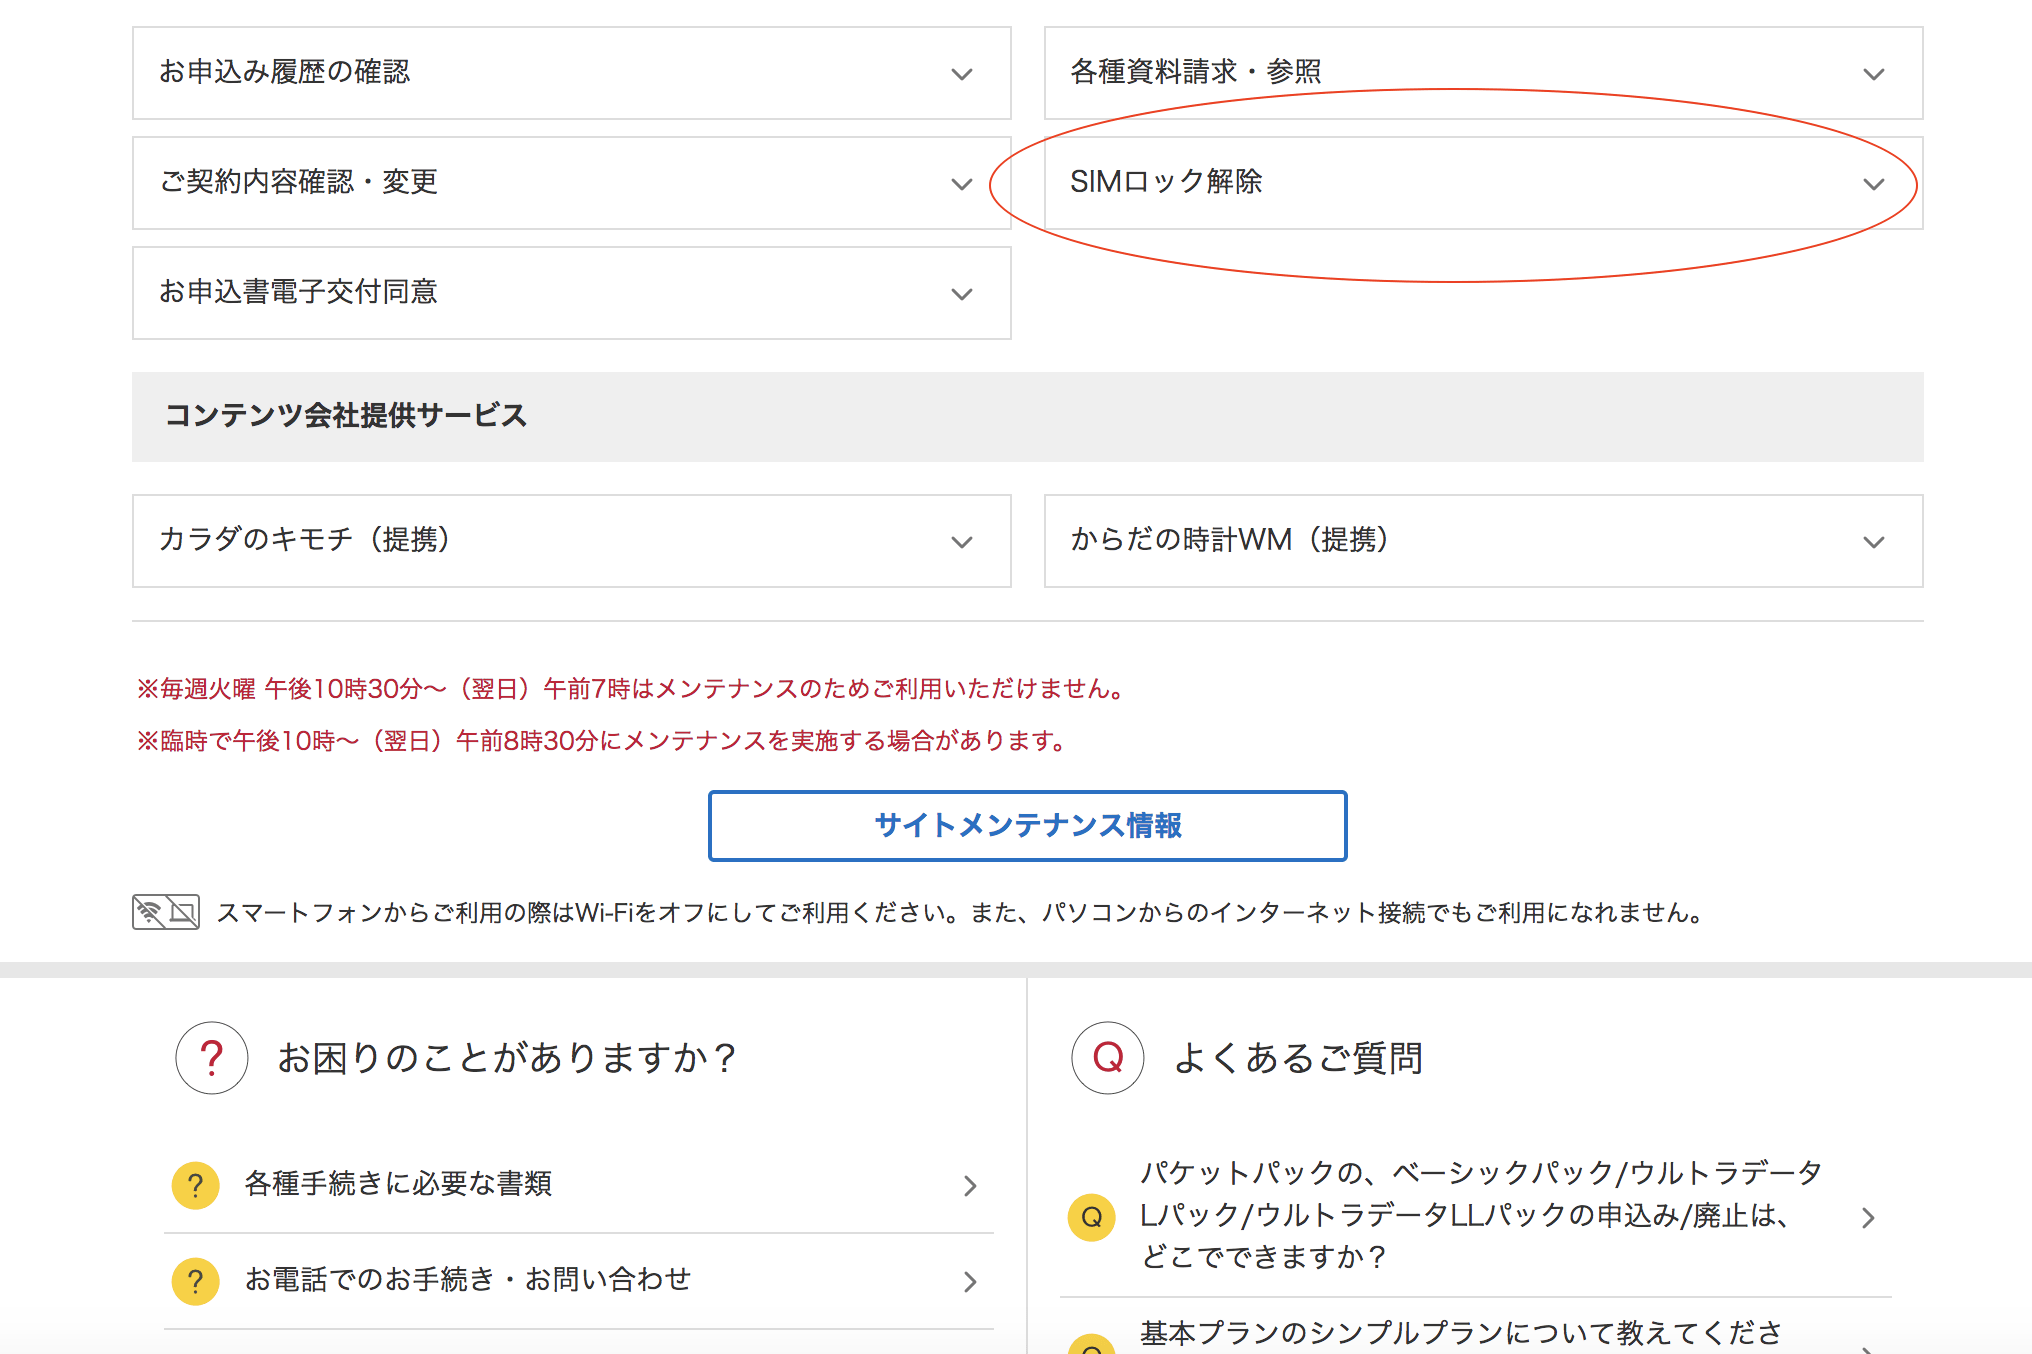 お申込み履歴の確認
各種資料請求・参照
ご契約内容確認・変更
SIMロック解除
お申込書電子交付同意
コンテンツ会社提供サービス
カラダのキモチ（提携）
からだの時計WM（提携）
※毎週火曜 午後10時30分～（翌日）午前7時はメンテナンスのためご利用いただけません。
※臨時で午後10時～（翌日）午前8時30分にメンテナンスを実施する場合があります。
サイトメンテナンス情報
スマートフォンからご利用の際はWi-Fiをオフにしてご利用ください。また、パソコンからのインターネット接続でもご利用になれません。
? お困りのことがありますか？
? 各種手続きに必要な書類
? お電話でのお手続き・お問い合わせ
Q よくあるご質問
Q パケットパックの、ベーシックパック/ウルトラデータ
Lパック/ウルトラデータLLパックの申込み/廃止は、
どこでできますか？
Q 基本プランのシンプルプランについて教えてくださ